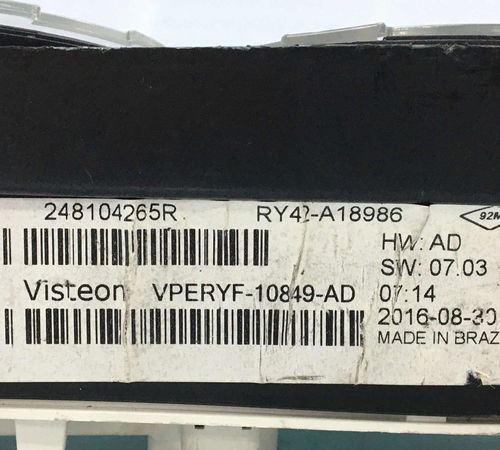 248104265R RY42-A18986 92M
HW: AD
SW: 07.03
Visteon VPERYF-10849-AD 07:14
2016-08-30
MADE IN BRAZ